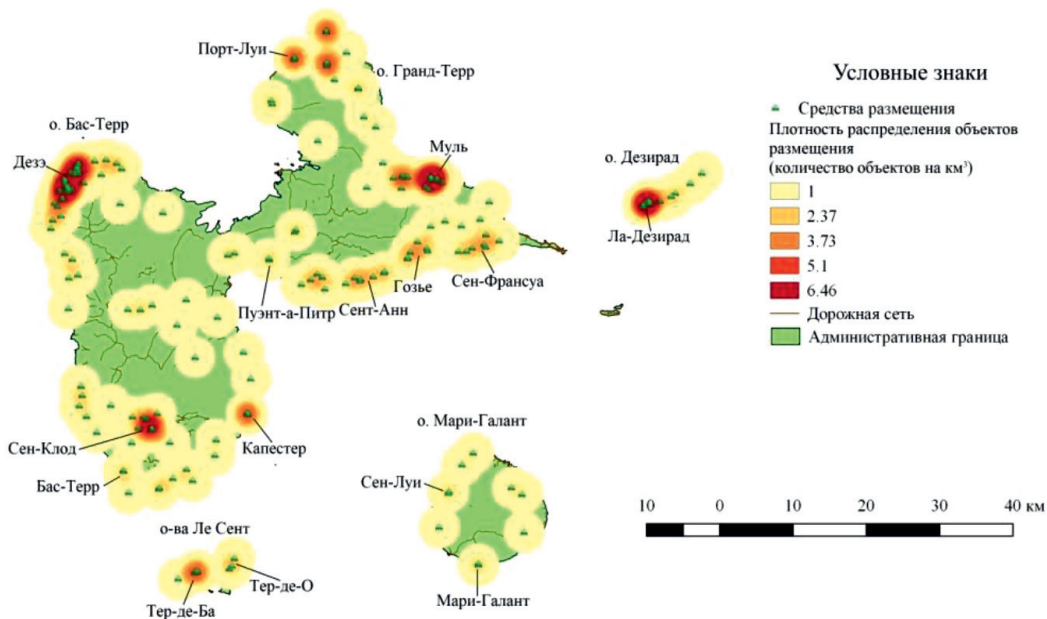 Порт-Луи
о. Гранд-Терр
о. Бас-Терр
Дезэ
Муль
о. Дезирад
Ла-Дезирад
Гозье
Сен-Франсуа
Пуэнт-а-Питр
Сент-Анн
Сен-Клод
Капестер
Бас-Терр
о. Мари-Галант
Сен-Луи
Мари-Галант
о-ва Ле Сент
Тер-де-О
Тер-де-Ба
Условные знаки
Средства размещения
Плотность распределения объектов
размещения
(количество объектов на км³)
1
2.37
3.73
5.1
6.46
Дорожная сеть
Административная граница
10 0 10 20 30 40 км